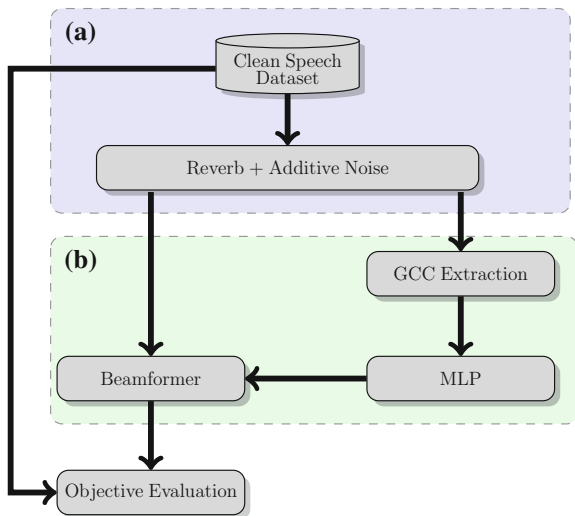 (a)
Clean Speech
Dataset
Reverb + Additive Noise
(b)
GCC Extraction
Beamformer
MLP
Objective Evaluation